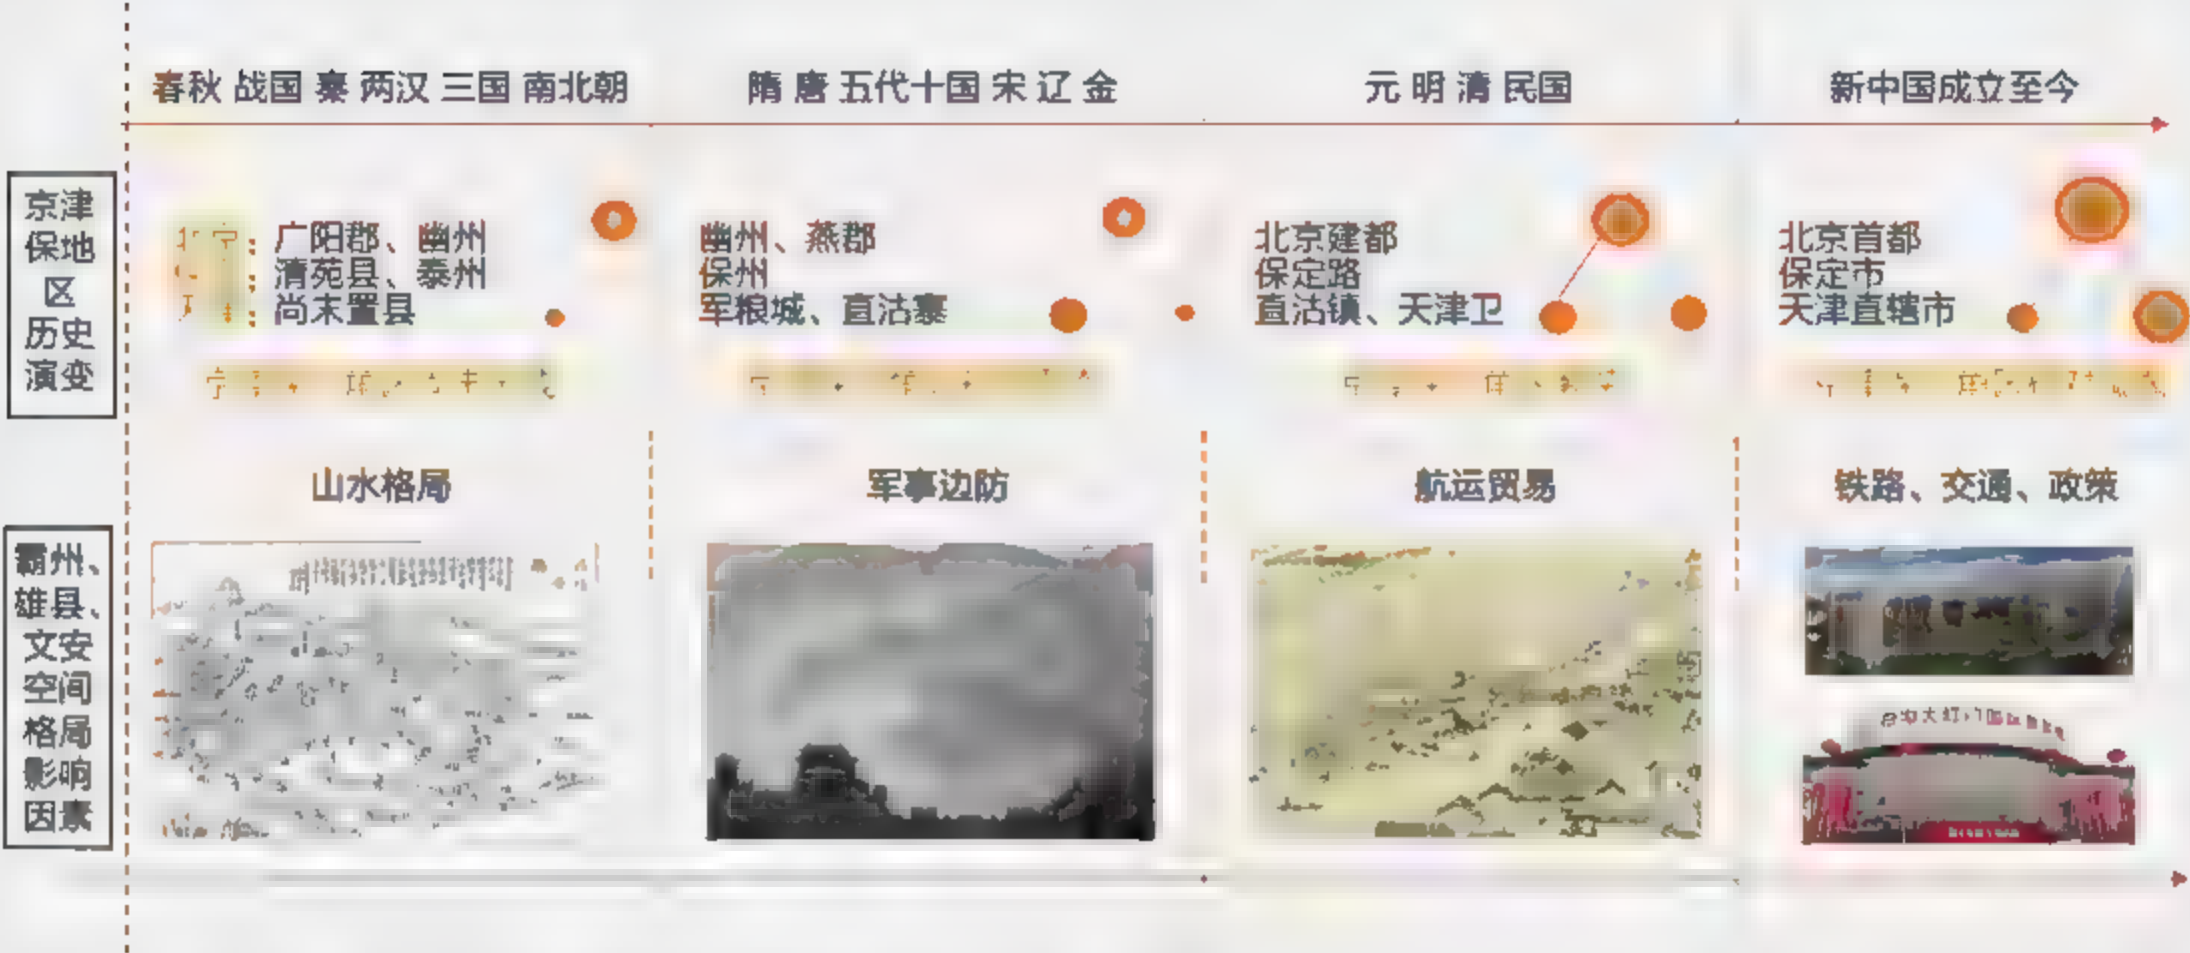 春秋 战国 秦 两汉 三国 南北朝
隋 唐 五代十国 宋 辽 金
元 明 清 民国
新中国成立至今
京津
保地
区
历史
演变
广阳郡、幽州
清苑县、泰州
尚未置县
幽州、燕郡
保州
军粮城、直沽寨
北京建都
保定路
直沽镇、天津卫
北京首都
保定市
天津直辖市
山水格局
军事边防
航运贸易
铁路、交通、政策
霸州、
雄县、
文安
空间
格局
影响
因素